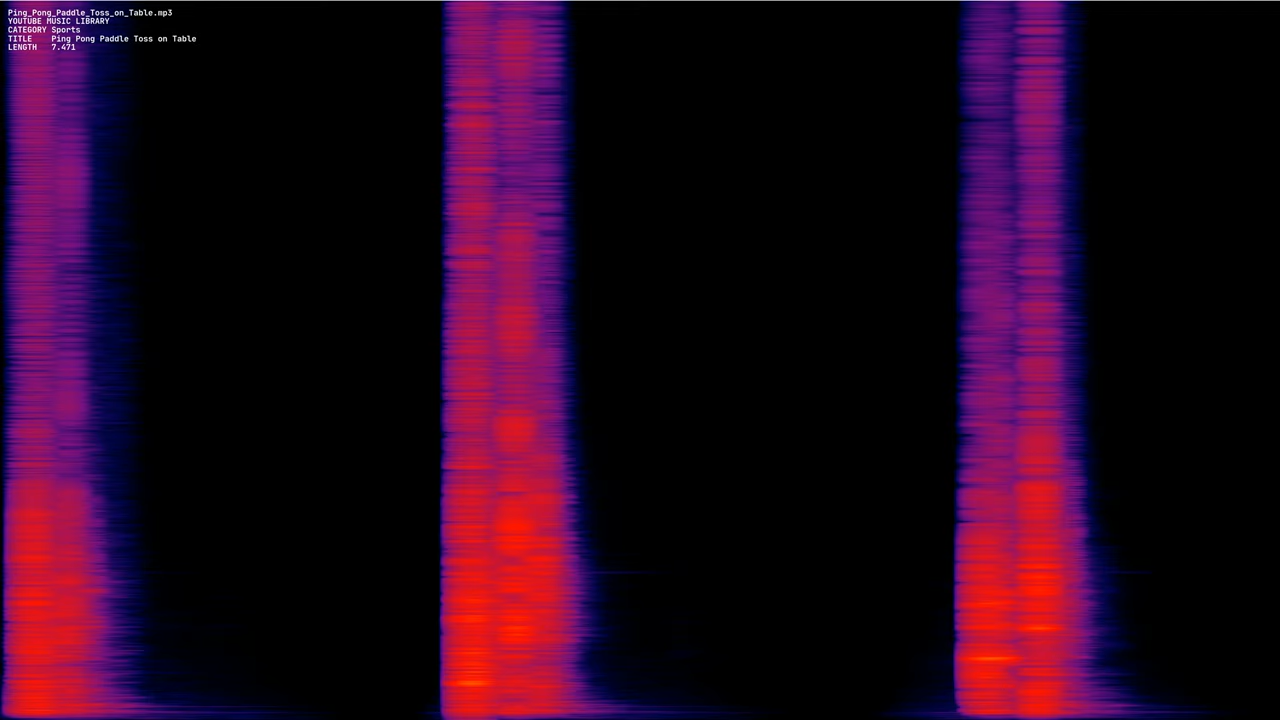 Ping_Pong_Paddle_Toss_on_Table.mp3
YOUTUBE MUSIC LIBRARY
CATEGORY Sports
TITLE Ping Pong Paddle Toss on Table
LENGTH 7.471